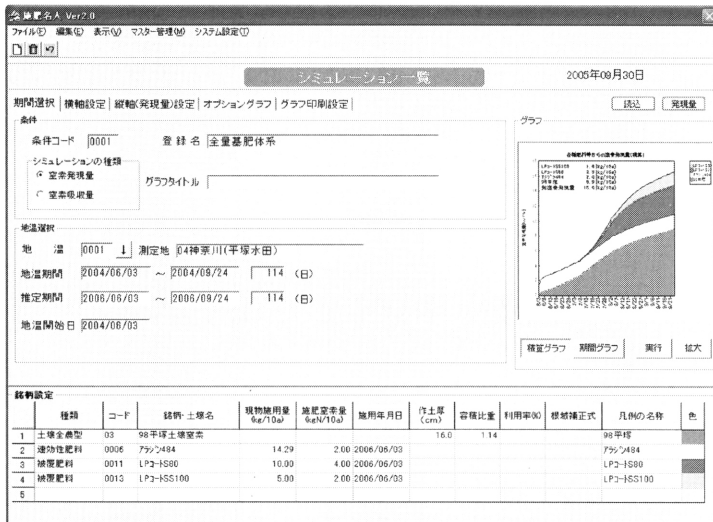 施肥名人 Ver2.0
ファイル(F) 編集(E) 表示(V) マスター管理(M) システム設定(T)
シミュレーション一覧
2005年09月30日
期間選択 横軸設定 縦軸(発現量)設定 オプショングラフ グラフ印刷設定
読込 発現量
条件
グラフ
条件コード 0001 登録名 全量基肥体系
シミュレーションの種類
窒素発現量
窒素吸収量
グラフタイトル
地温選択
地温 0001 ↓ 測定地 04神奈川(平塚水田)
地温期間 2004/06/03 ~ 2004/09/24 114 (日)
推定期間 2006/06/03 ~ 2006/09/24 114 (日)
地温開始日 2004/06/03
積算グラフ 期間グラフ 実行 拡大
銘柄設定
種類 コード 銘柄・土壌名 現物施用量(kg/10a) 施肥窒素量(kgN/10a) 施用年月日 作土厚(cm) 容積比重 利用率(%) 根域補正式 凡例の名称 色
1 土壌全農型 03 98平塚土壌窒素 16.0 1.14 98平塚
2 速効性肥料 0006 アラジン484 14.29 2.00 2006/06/03 アラジン484
3 被覆肥料 0011 LPコートS80 10.00 4.00 2006/06/03 LPコートS80
4 被覆肥料 0013 LPコートSS100 5.00 2.00 2006/06/03 LPコートSS100
5